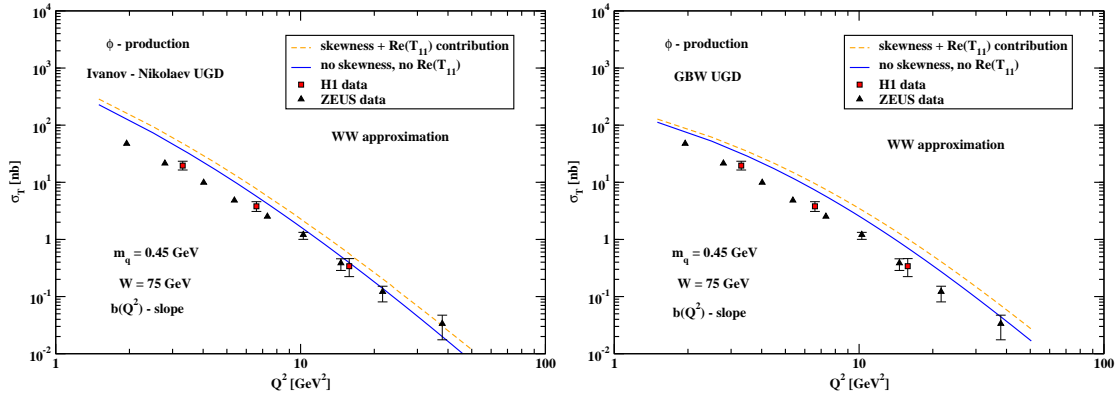 10^4
10^3
10^2
10^1
1
10^-1
10^-2
σ_T [nb]
ϕ - production
Ivanov - Nikolaev UGD
skewness + Re(T_11) contribution
no skewness, no Re(T_11)
H1 data
ZEUS data
WW approximation
m_q = 0.45 GeV
W = 75 GeV
b(Q^2) - slope
1
10
100
Q^2 [GeV^2]
10^4
10^3
10^2
10^1
1
10^-1
10^-2
σ_T [nb]
ϕ - production
GBW UGD
skewness + Re(T_11) contribution
no skewness, no Re(T_11)
H1 data
ZEUS data
WW approximation
m_q = 0.45 GeV
W = 75 GeV
b(Q^2) - slope
1
10
100
Q^2 [GeV^2]